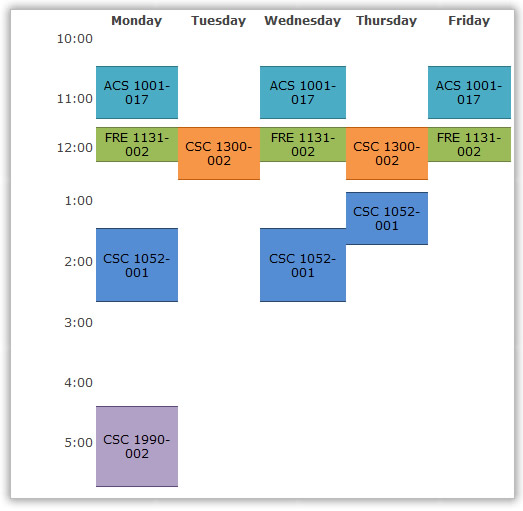 Monday Tuesday Wednesday Thursday Friday
10:00
ACS 1001-
017
ACS 1001-
017
ACS 1001-
017
11:00
FRE 1131-
002
CSC 1300-
002
FRE 1131-
002
CSC 1300-
002
FRE 1131-
002
12:00
1:00
CSC 1052-
001
CSC 1052-
001
CSC 1052-
001
2:00
3:00
4:00
CSC 1990-
002
5:00